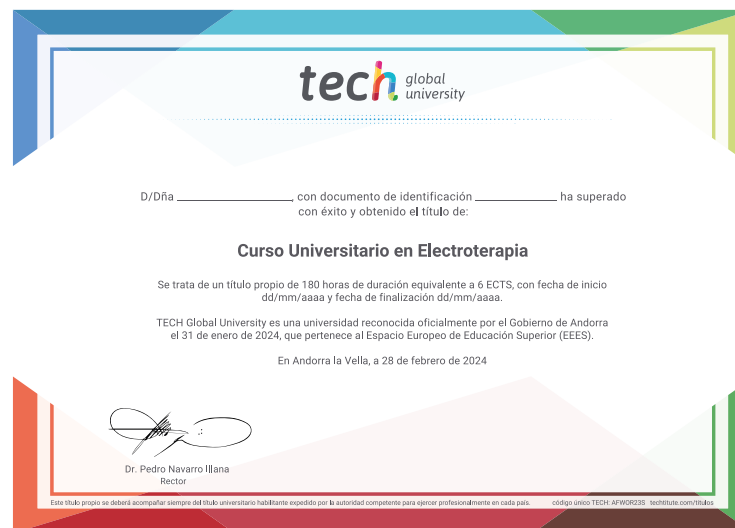 tech global
university
D/Dña ____________, con documento de identificación ____________ ha superado
con éxito y obtenido el título de:
Curso Universitario en Electroterapia
Se trata de un título propio de 180 horas de duración equivalente a 6 ECTS, con fecha de inicio
dd/mm/aaaa y fecha de finalización dd/mm/aaaa.
TECH Global University es una universidad reconocida oficialmente por el Gobierno de Andorra
el 31 de enero de 2024, que pertenece al Espacio Europeo de Educación Superior (EEES).
En Andorra la Vella, a 28 de febrero de 2024
Dr. Pedro Navarro Illana
Rector
Este título propio se deberá acompañar siempre del título universitario habilitante expedido por la autoridad competente para ejercer profesionalmente en cada país. código único TECH: AFWOR23S techtitute.com/títulos